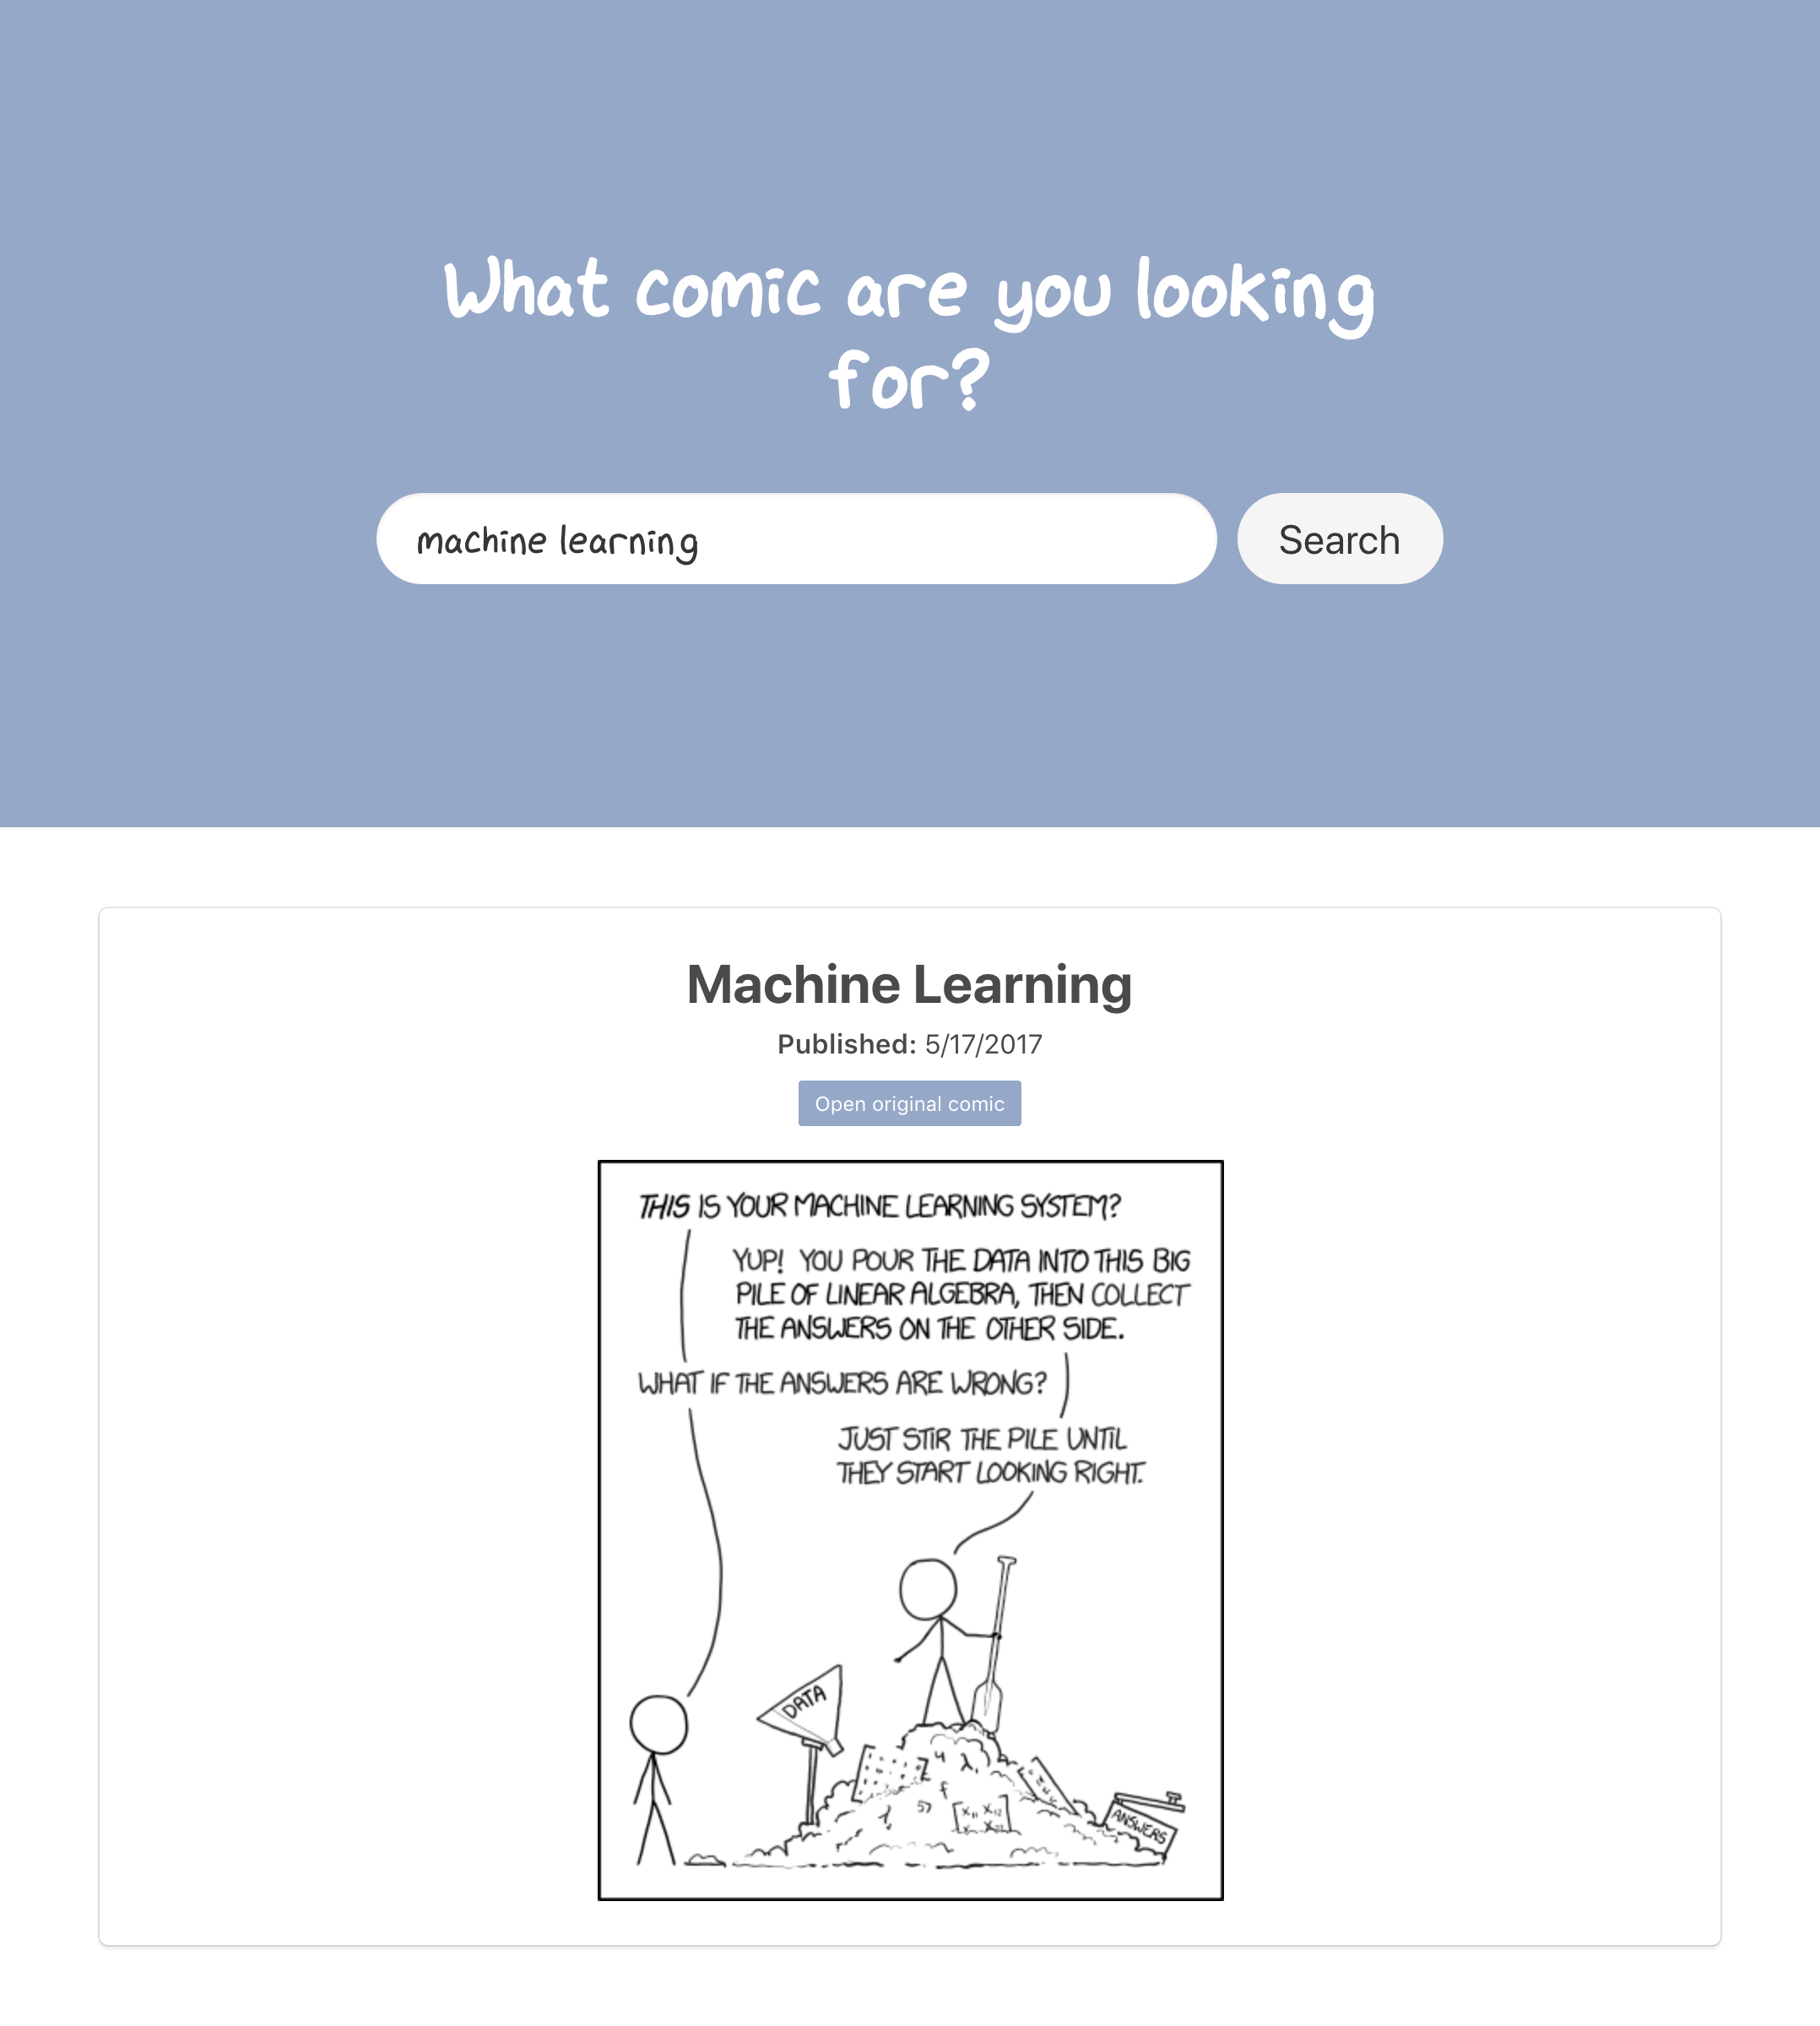 What comic are you looking
for?
machine learning
Search
Machine Learning
Published: 5/17/2017
Open original comic
THIS IS YOUR MACHINE LEARNING SYSTEM?
YUP! YOU POUR THE DATA INTO THIS BIG
PILE OF LINEAR ALGEBRA, THEN COLLECT
THE ANSWERS ON THE OTHER SIDE.
WHAT IF THE ANSWERS ARE WRONG?
JUST STIR THE PILE UNTIL
THEY START LOOKING RIGHT.
DATA
4 λ
f
57
ANSWERS